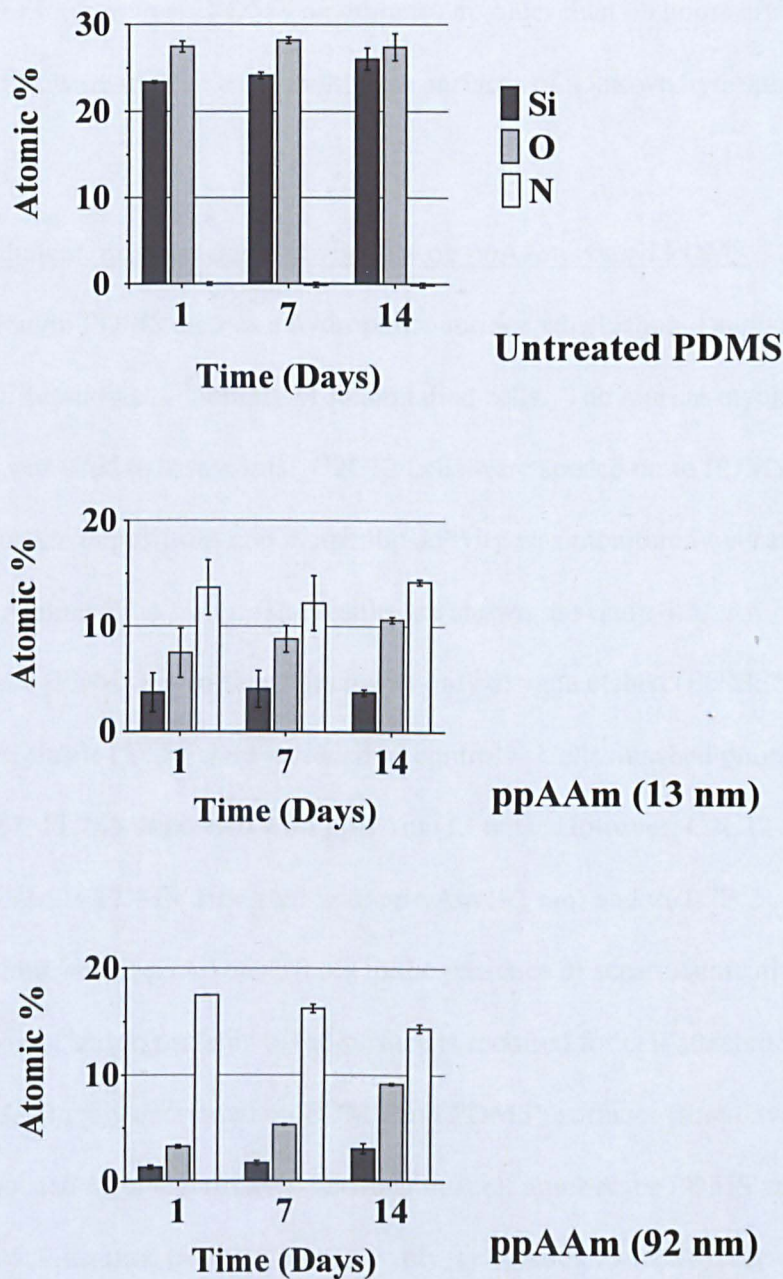 30
20
10
0
Atomic %
1 7 14
Time (Days)
Si
O
N
Untreated PDMS
20
10
0
Atomic %
1 7 14
Time (Days)
ppAAm (13 nm)
20
10
0
Atomic %
1 7 14
Time (Days)
ppAAm (92 nm)